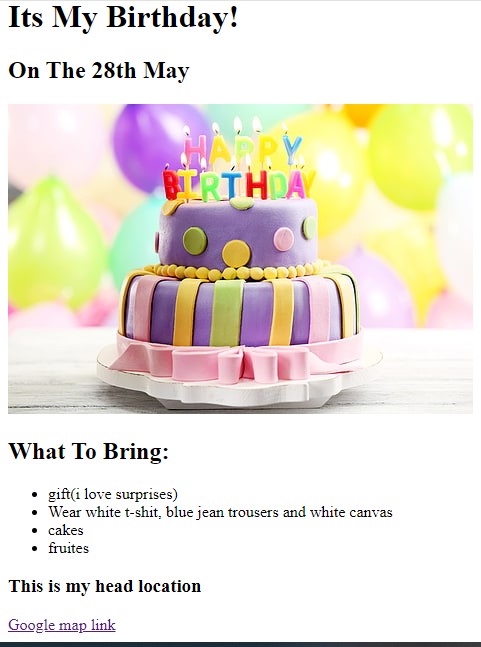 Its My Birthday!
On The 28th May
HAPPY
BIRTHDAY
What To Bring:
gift(i love surprises)
Wear white t-shit, blue jean trousers and white canvas
cakes
fruites
This is my head location
Google map link